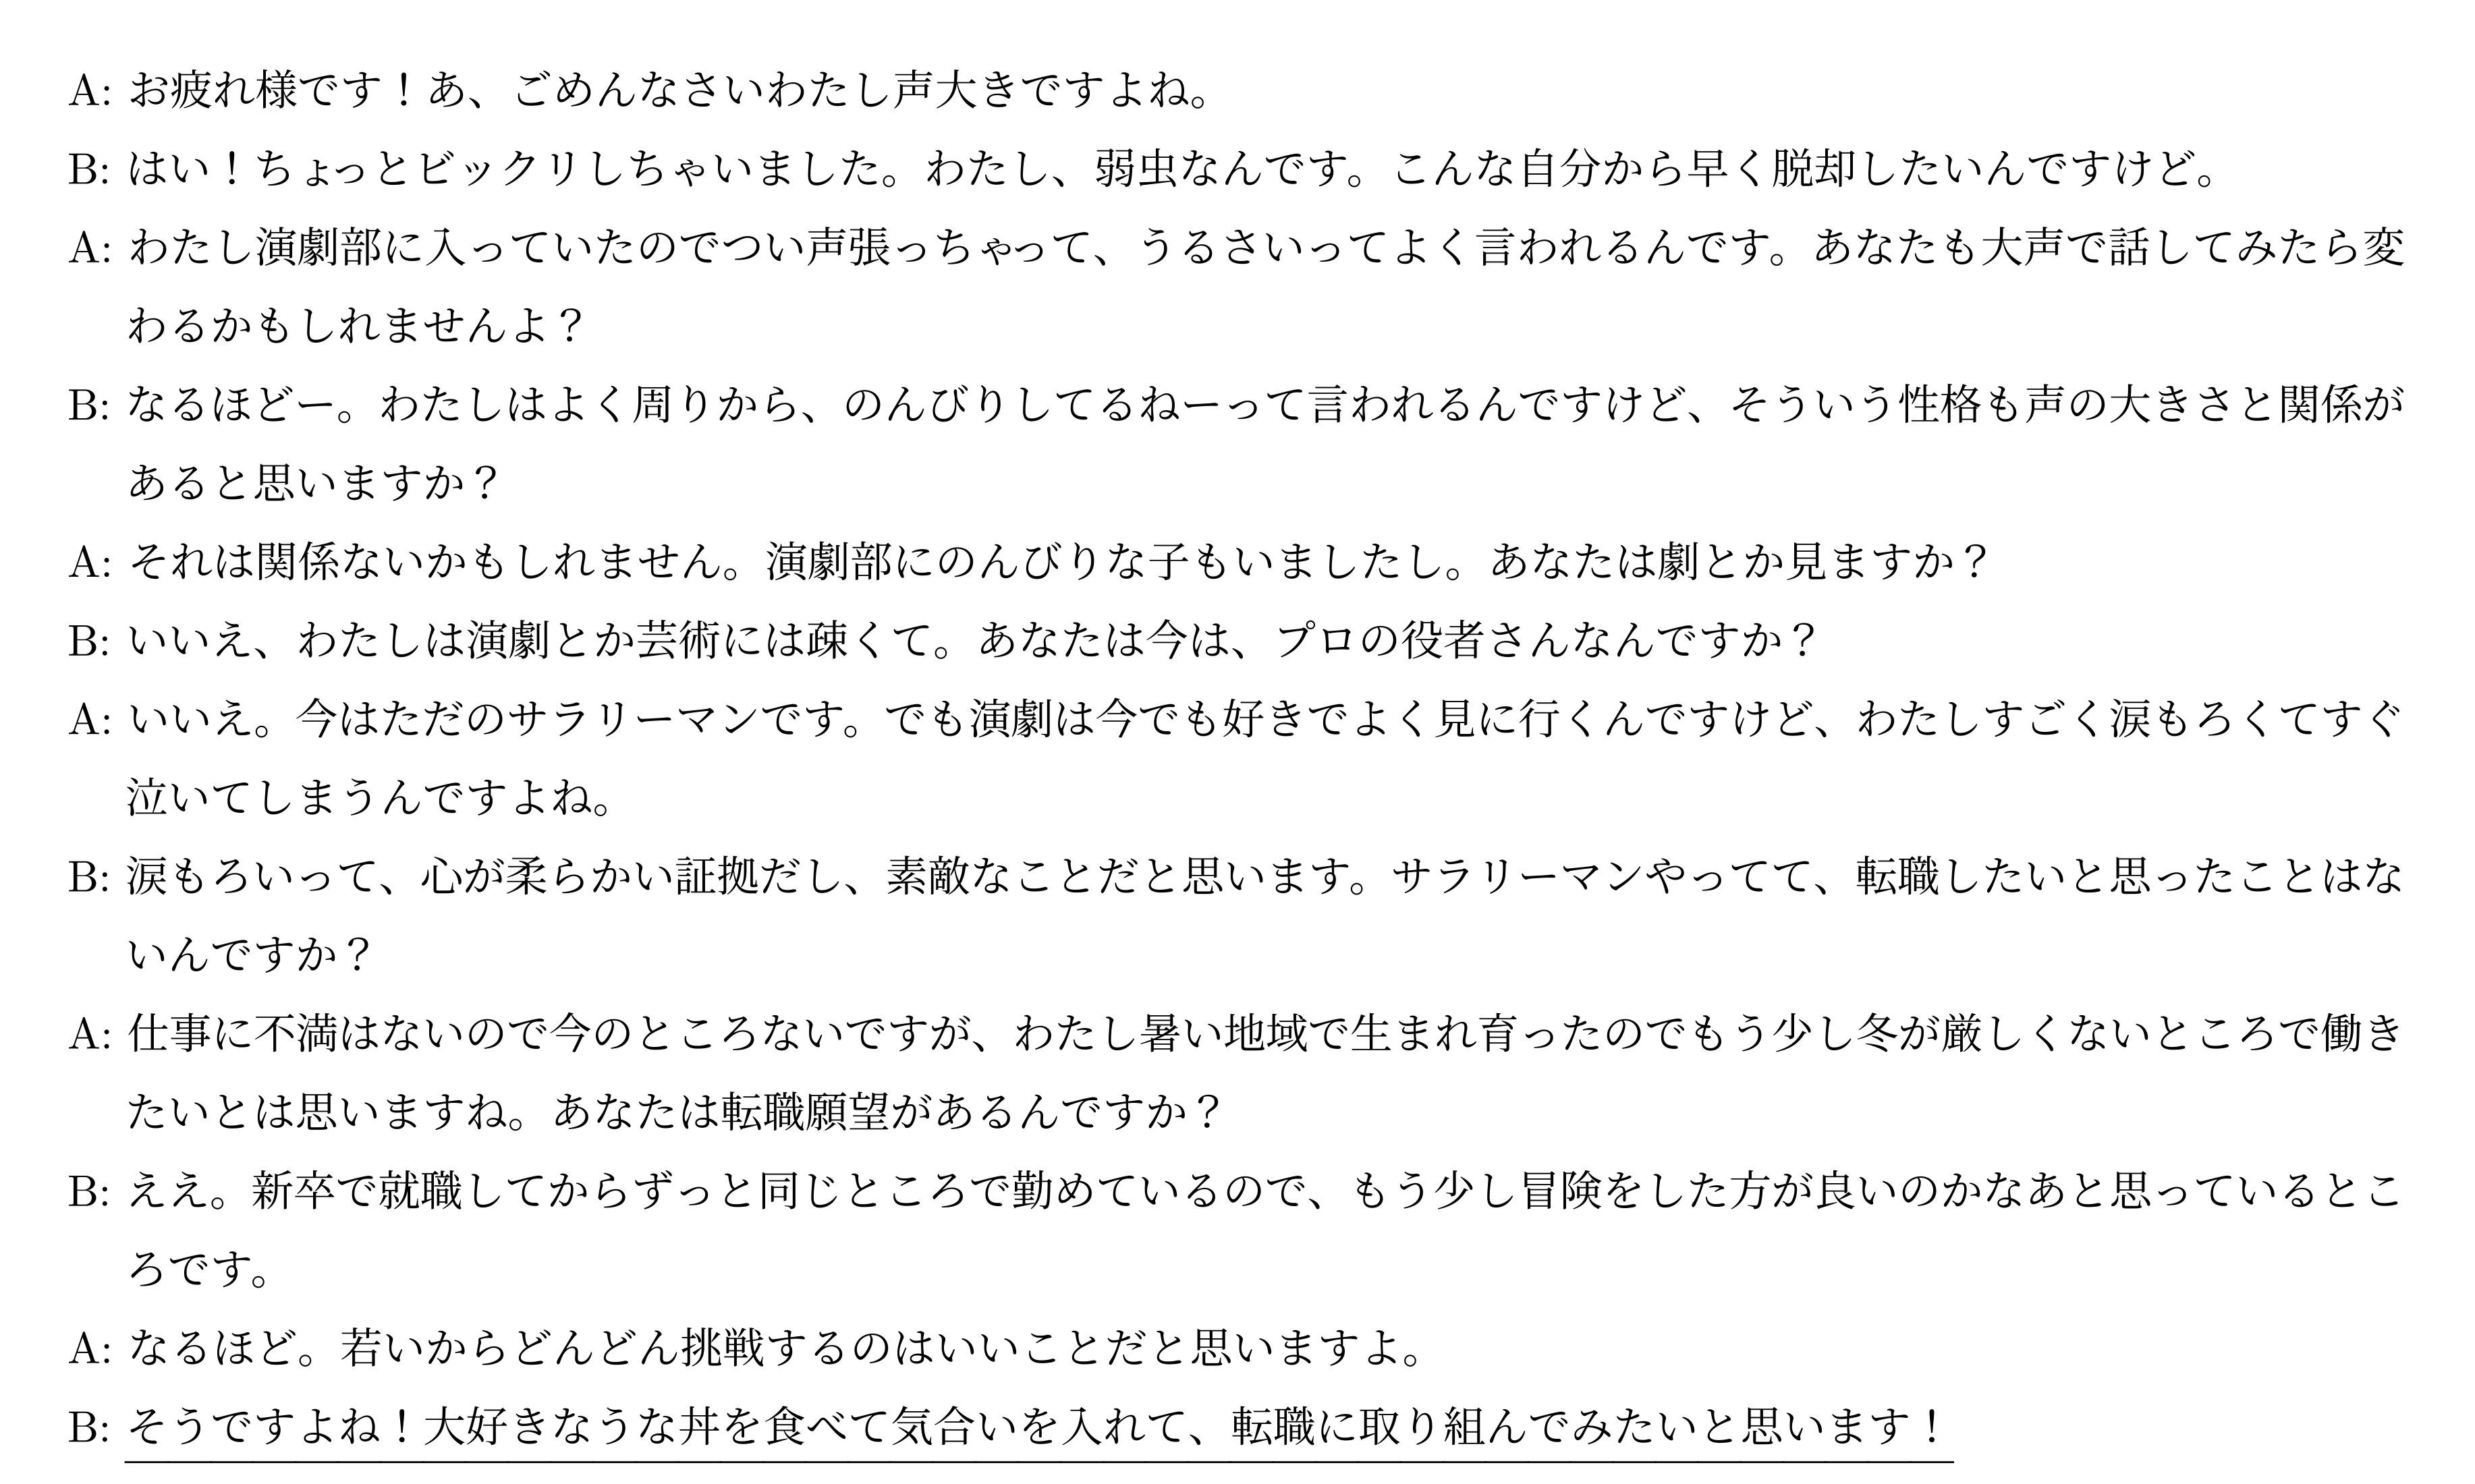 A: お疲れ様です！あ、ごめんなさいわたし声大きですよね。
B: はい！ちょっとビックリしちゃいました。わたし、弱虫なんです。こんな自分から早く脱却したいんですけど。
A: わたし演劇部に入っていたのでつい声張っちゃって、うるさいってよく言われるんです。あなたも大声で話してみたら変
わるかもしれませんよ？
B: なるほどー。わたしはよく周りから、のんびりしてるねーって言われるんですけど、そういう性格も声の大きさと関係が
あると思いますか？
A: それは関係ないかもしれません。演劇部にのんびりな子もいましたし。あなたは劇とか見ますか？
B: いいえ、わたしは演劇とか芸術には疎くて。あなたは今は、プロの役者さんなんですか？
A: いいえ。今はただのサラリーマンです。でも演劇は今でも好きでよく見に行くんですけど、わたしすごく涙もろくてすぐ
泣いてしまうんですよね。
B: 涙もろいって、心が柔らかい証拠だし、素敵なことだと思います。サラリーマンやってて、転職したいと思ったことはな
いんですか？
A: 仕事に不満はないので今のところないですが、わたし暑い地域で生まれ育ったのでもう少し冬が厳しくないところで働き
たいとは思いますね。あなたは転職願望があるんですか？
B: ええ。新卒で就職してからずっと同じところで勤めているので、もう少し冒険をした方が良いのかなあと思っているとこ
ろです。
A: なるほど。若いからどんどん挑戦するのはいいことだと思いますよ。
B: そうですよね！大好きなうな丼を食べて気合いを入れて、転職に取り組んでみたいと思います！